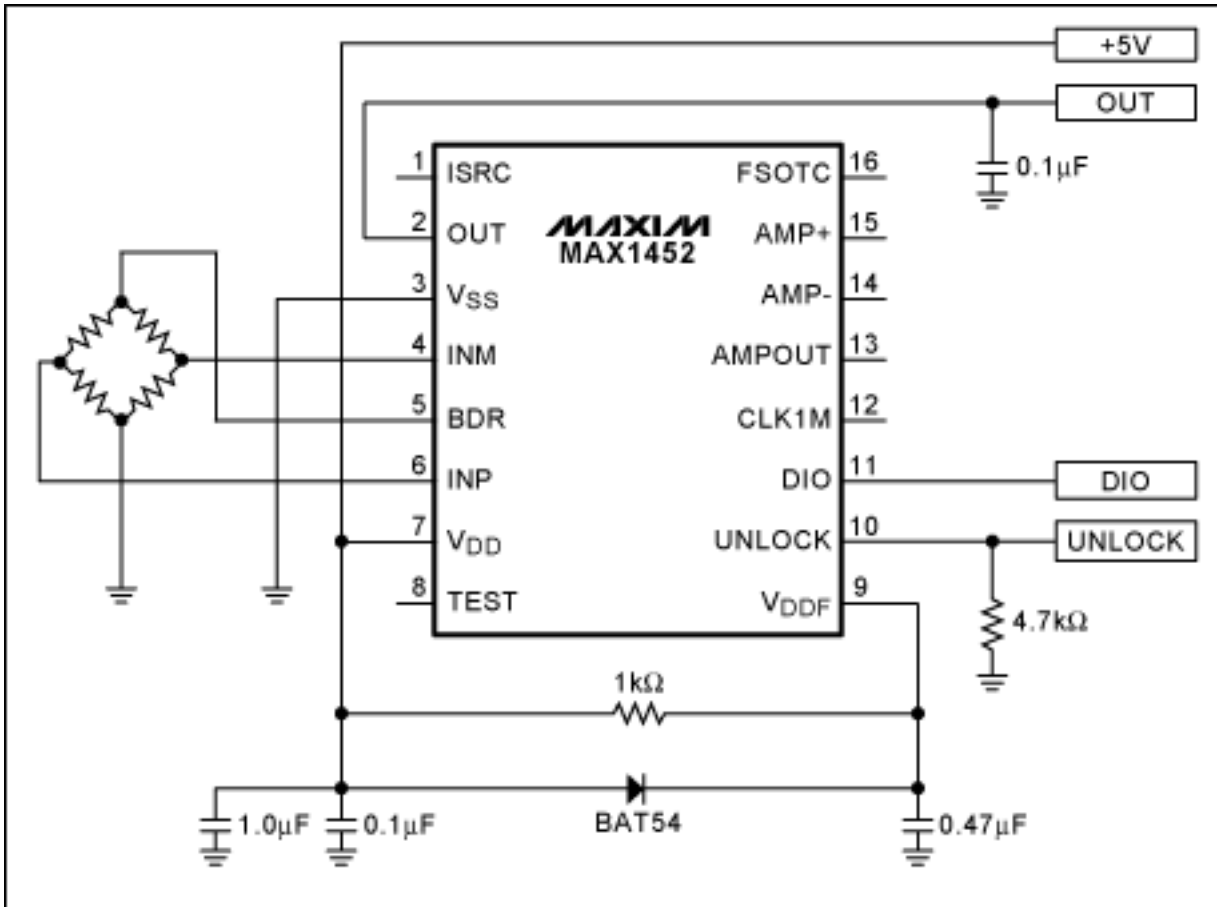 +5V
OUT
0.1µF
1 ISRC FSOTC 16
2 OUT AMP+ 15
MAXIM
MAX1452
3 VSS AMP- 14
4 INM AMPOUT 13
5 BDR CLK1M 12
6 INP DIO 11
DIO
7 VDD UNLOCK 10
UNLOCK
8 TEST VDDF 9
4.7kΩ
1kΩ
BAT54
1.0µF 0.1µF 0.47µF